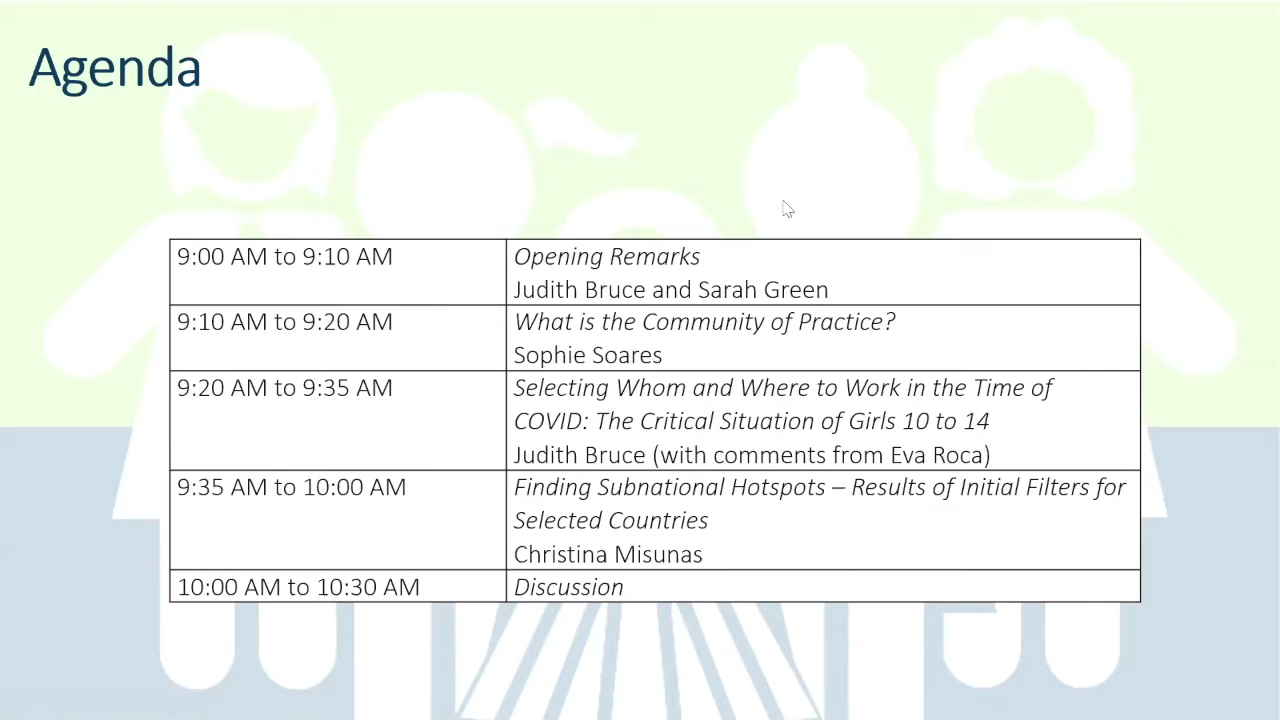 Agenda
9:00 AM to 9:10 AM
Opening Remarks
Judith Bruce and Sarah Green
9:10 AM to 9:20 AM
What is the Community of Practice?
Sophie Soares
9:20 AM to 9:35 AM
Selecting Whom and Where to Work in the Time of
COVID: The Critical Situation of Girls 10 to 14
Judith Bruce (with comments from Eva Roca)
9:35 AM to 10:00 AM
Finding Subnational Hotspots – Results of Initial Filters for
Selected Countries
Christina Misunas
10:00 AM to 10:30 AM
Discussion